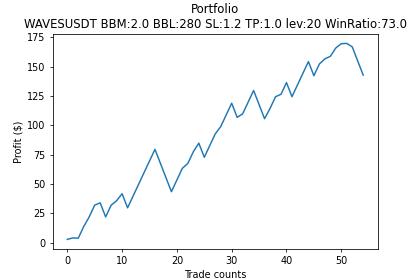 Portfolio
WAVESUSDT BBM:2.0 BBL:280 SL:1.2 TP:1.0 lev:20 WinRatio:73.0
175
150
125
100
75
50
25
0
Profit ($)
0 10 20 30 40 50
Trade counts